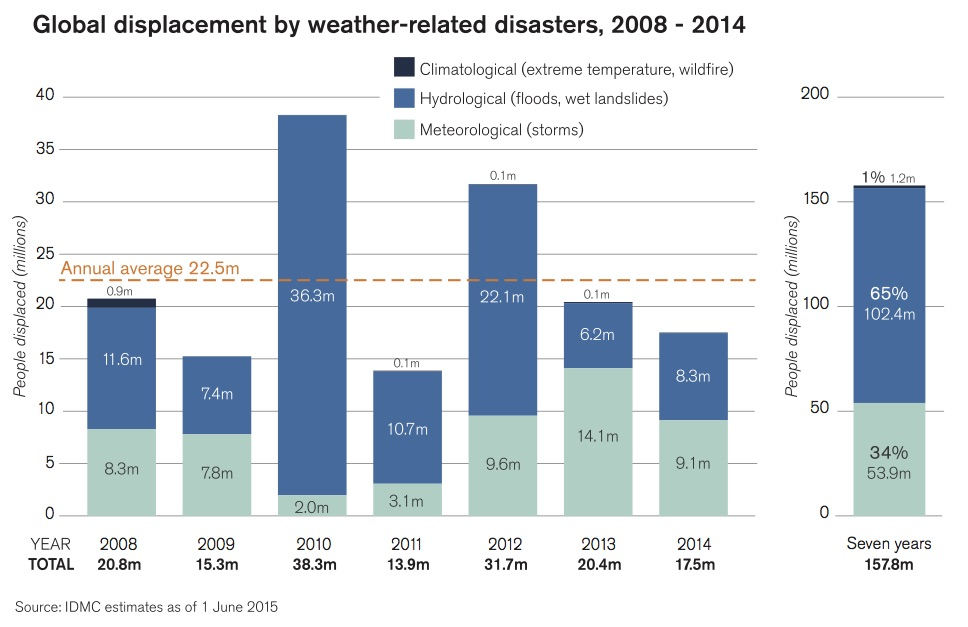 Global displacement by weather-related disasters, 2008 - 2014
Climatological (extreme temperature, wildfire)
Hydrological (floods, wet landslides)
Meteorological (storms)
People displaced (millions)
40
35
30
25
20
15
10
5
0
Annual average 22.5m
0.9m
11.6m
8.3m
7.4m
7.8m
36.3m
2.0m
0.1m
10.7m
3.1m
0.1m
22.1m
9.6m
0.1m
6.2m
14.1m
8.3m
9.1m
YEAR 2008 2009 2010 2011 2012 2013 2014
TOTAL 20.8m 15.3m 38.3m 13.9m 31.7m 20.4m 17.5m
People displaced (millions)
200
150
100
50
0
1% 1.2m
65%
102.4m
34%
53.9m
Seven years
157.8m
Source: IDMC estimates as of 1 June 2015